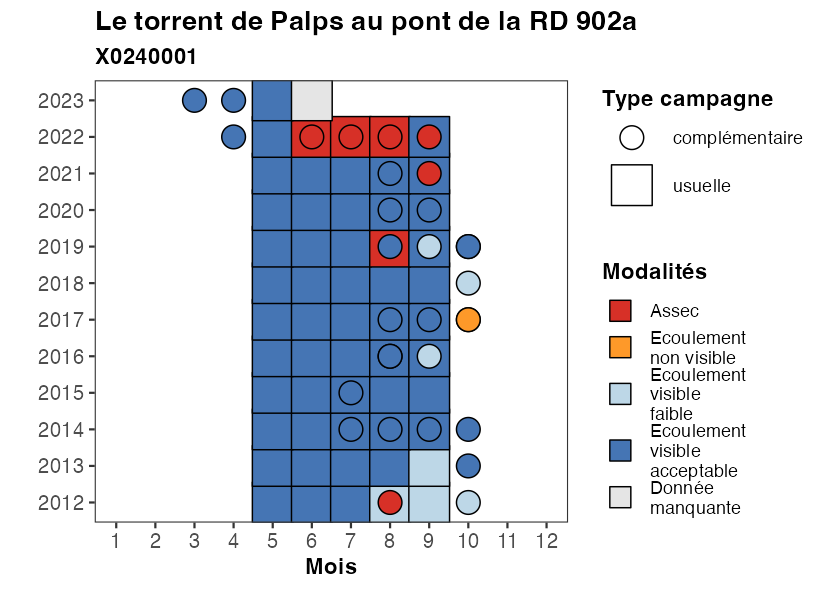 Le torrent de Palps au pont de la RD 902a
X0240001
2023
2022
2021
2020
2019
2018
2017
2016
2015
2014
2013
2012
1 2 3 4 5 6 7 8 9 10 11 12
Mois
Type campagne
complémentaire
usuelle
Modalités
Assec
Ecoulement
non visible
Ecoulement
visible
faible
Ecoulement
visible
acceptable
Donnée
manquante